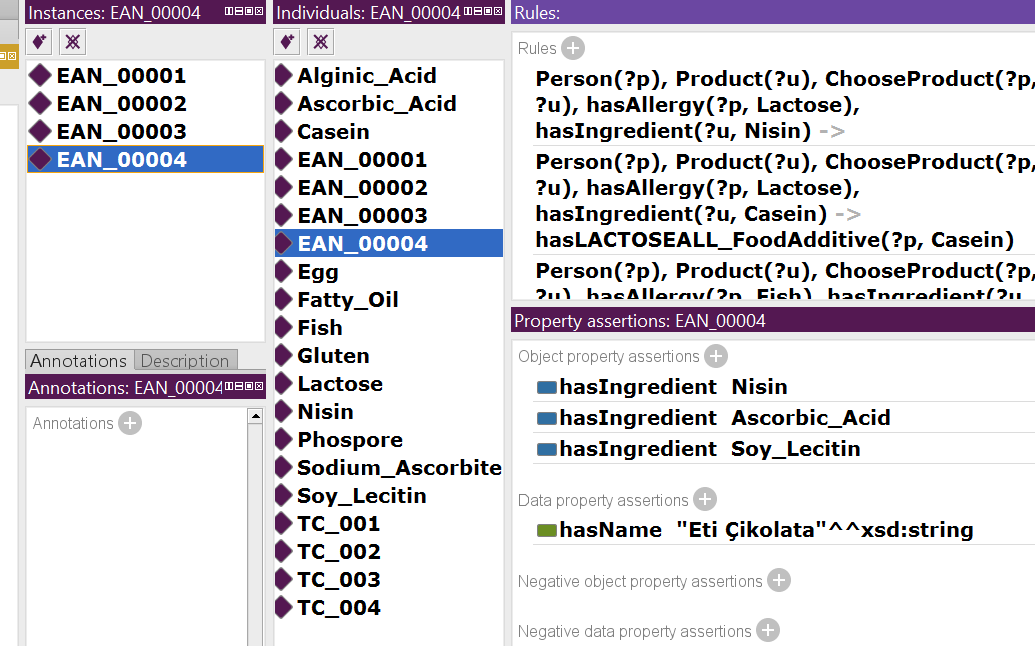 Instances: EAN_00004
EAN_00001
EAN_00002
EAN_00003
EAN_00004
Annotations Description
Annotations: EAN_00004
Annotations
Individuals: EAN_00004
Alginic_Acid
Ascorbic_Acid
Casein
EAN_00001
EAN_00002
EAN_00003
EAN_00004
Egg
Fatty_Oil
Fish
Gluten
Lactose
Nisin
Phospore
Sodium_Ascorbite
Soy_Lecitin
TC_001
TC_002
TC_003
TC_004
Rules:
Rules
Person(?p), Product(?u), ChooseProduct(?p,
?u), hasAllergy(?p, Lactose),
hasIngredient(?u, Nisin) ->
Person(?p), Product(?u), ChooseProduct(?p,
?u), hasAllergy(?p, Lactose),
hasIngredient(?u, Casein) ->
hasLACTOSEALL_FoodAdditive(?p, Casein)
Person(?p), Product(?u), ChooseProduct(?p,
?u), hasAllergy(?p, Fish), hasIngredient(?u,
Property assertions: EAN_00004
Object property assertions
hasIngredient Nisin
hasIngredient Ascorbic_Acid
hasIngredient Soy_Lecitin
Data property assertions
hasName "Eti Çikolata"^^xsd:string
Negative object property assertions
Negative data property assertions